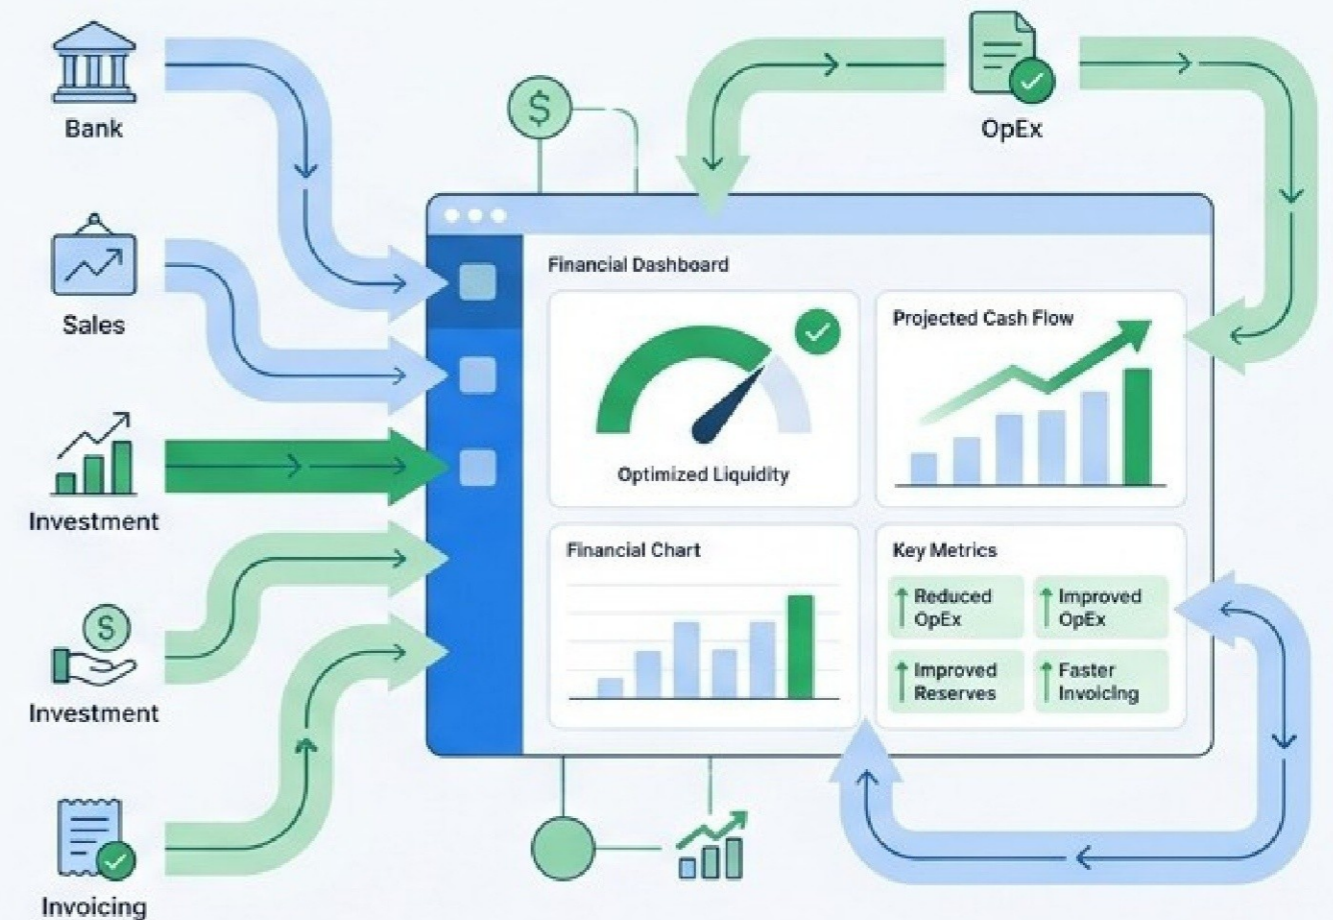 Bank
Sales
Investment
Investment
Invoicing
$
$
OpEx
Financial Dashboard
Optimized Liquidity
Projected Cash Flow
Financial Chart
Key Metrics
Reduced
OpEx
Improved
OpEx
Improved
Reserves
Faster
Invoicing